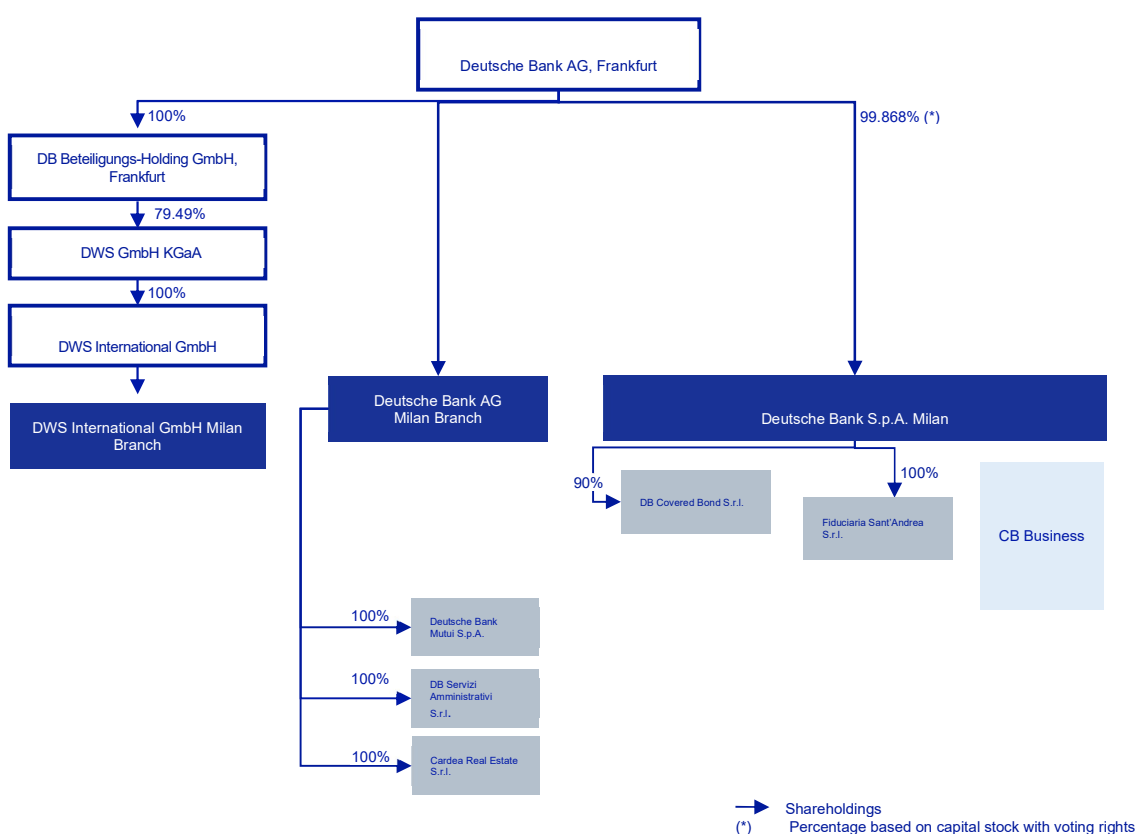 Deutsche Bank AG, Frankfurt
100%
99.868% (*)
DB Beteiligungs-Holding GmbH,
Frankfurt
79.49%
DWS GmbH KGaA
100%
DWS International GmbH
DWS International GmbH Milan
Branch
Deutsche Bank AG
Milan Branch
Deutsche Bank S.p.A. Milan
90%
DB Covered Bond S.r.l.
100%
Fiduciaria Sant'Andrea
S.r.l.
CB Business
100%
Deutsche Bank
Mutui S.p.A.
100%
DB Servizi
Amministrativi
S.r.l.
100%
Cardea Real Estate
S.r.l.
Shareholdings
(*) Percentage based on capital stock with voting rights